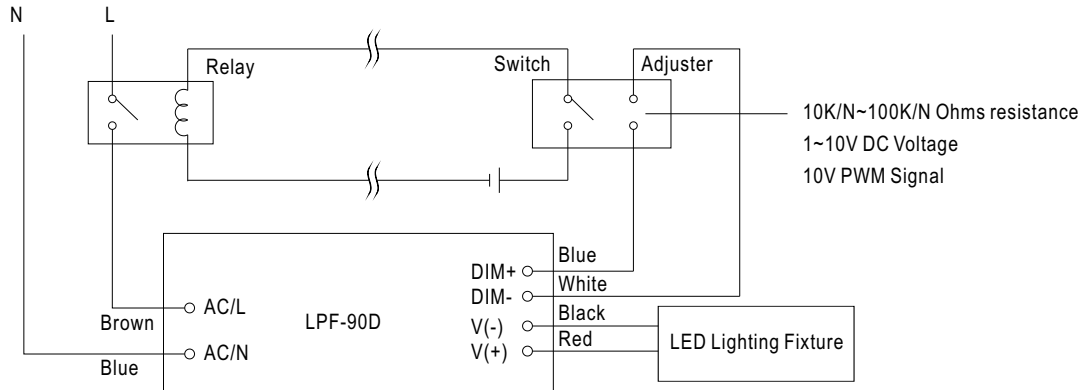 N
L
Relay
Switch
Adjuster
10K/N~100K/N Ohms resistance
1~10V DC Voltage
10V PWM Signal
Blue
DIM+
White
DIM-
Black
V(-)
Red
V(+)
AC/L
Brown
LPF-90D
LED Lighting Fixture
AC/N
Blue